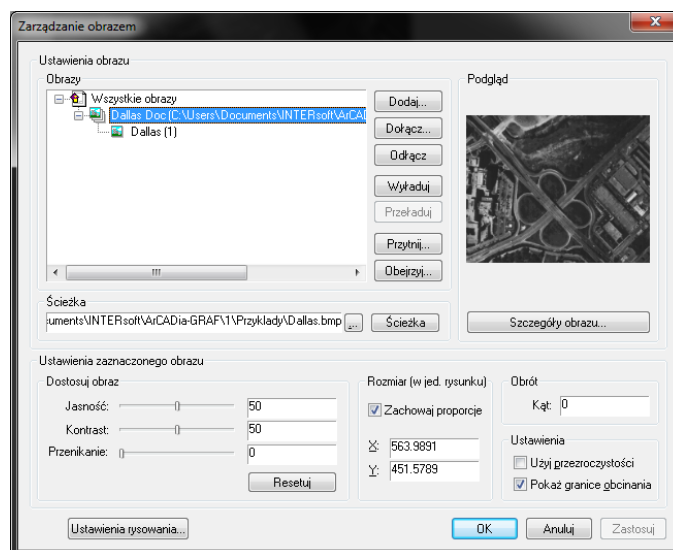 Zarządzanie obrazem
Ustawienia obrazu
Obrazy
Wszystkie obrazy
Dallas Doc (C:\Users\Documents\INTERsoft\ArCAD
Dallas (1)
Dodaj...
Dołącz...
Odłącz
Wyładuj
Przeładuj
Przytnij...
Obejrzyj...
Podgląd
Ścieżka
cuments\INTERsoft\ArCADia-GRAF\1\Przyklady\Dallas.bmp
...
Ścieżka
Szczegóły obrazu...
Ustawienia zaznaczonego obrazu
Dostosuj obraz
Jasność: 50
Kontrast: 50
Przenikanie: 0
Resetuj
Rozmiar (w jed. rysunku)
Zachowaj proporcje
X: 563.9891
Y: 451.5789
Obrót
Kąt: 0
Ustawienia
Użyj przezroczystości
Pokaż granice obcinania
Ustawienia rysowania...
OK
Anuluj
Zastosuj